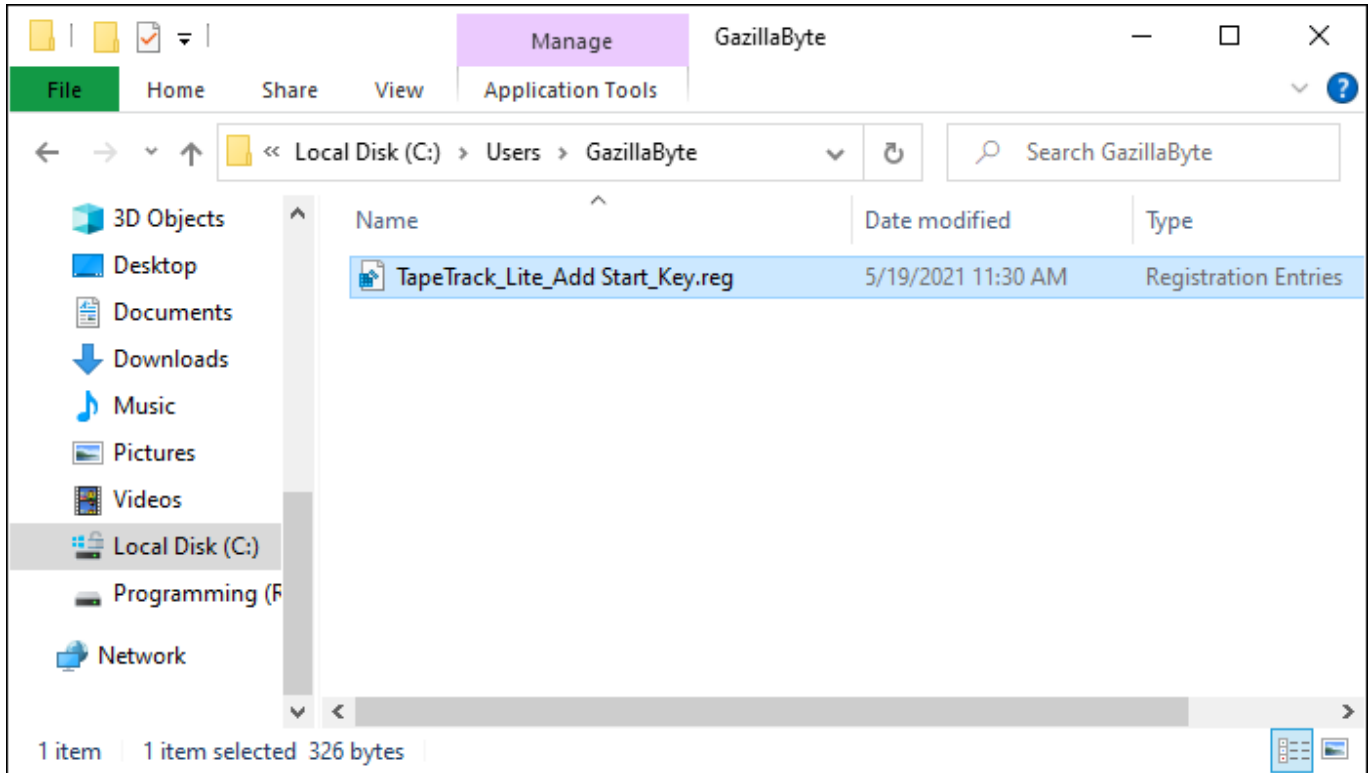 Manage
GazillaByte
File Home Share View Application Tools
« Local Disk (C:) › Users › GazillaByte Search GazillaByte
3D Objects
Desktop
Documents
Downloads
Music
Pictures
Videos
Local Disk (C:)
Programming (R
Network
Name Date modified Type
TapeTrack_Lite_Add Start_Key.reg 5/19/2021 11:30 AM Registration Entries
1 item 1 item selected 326 bytes